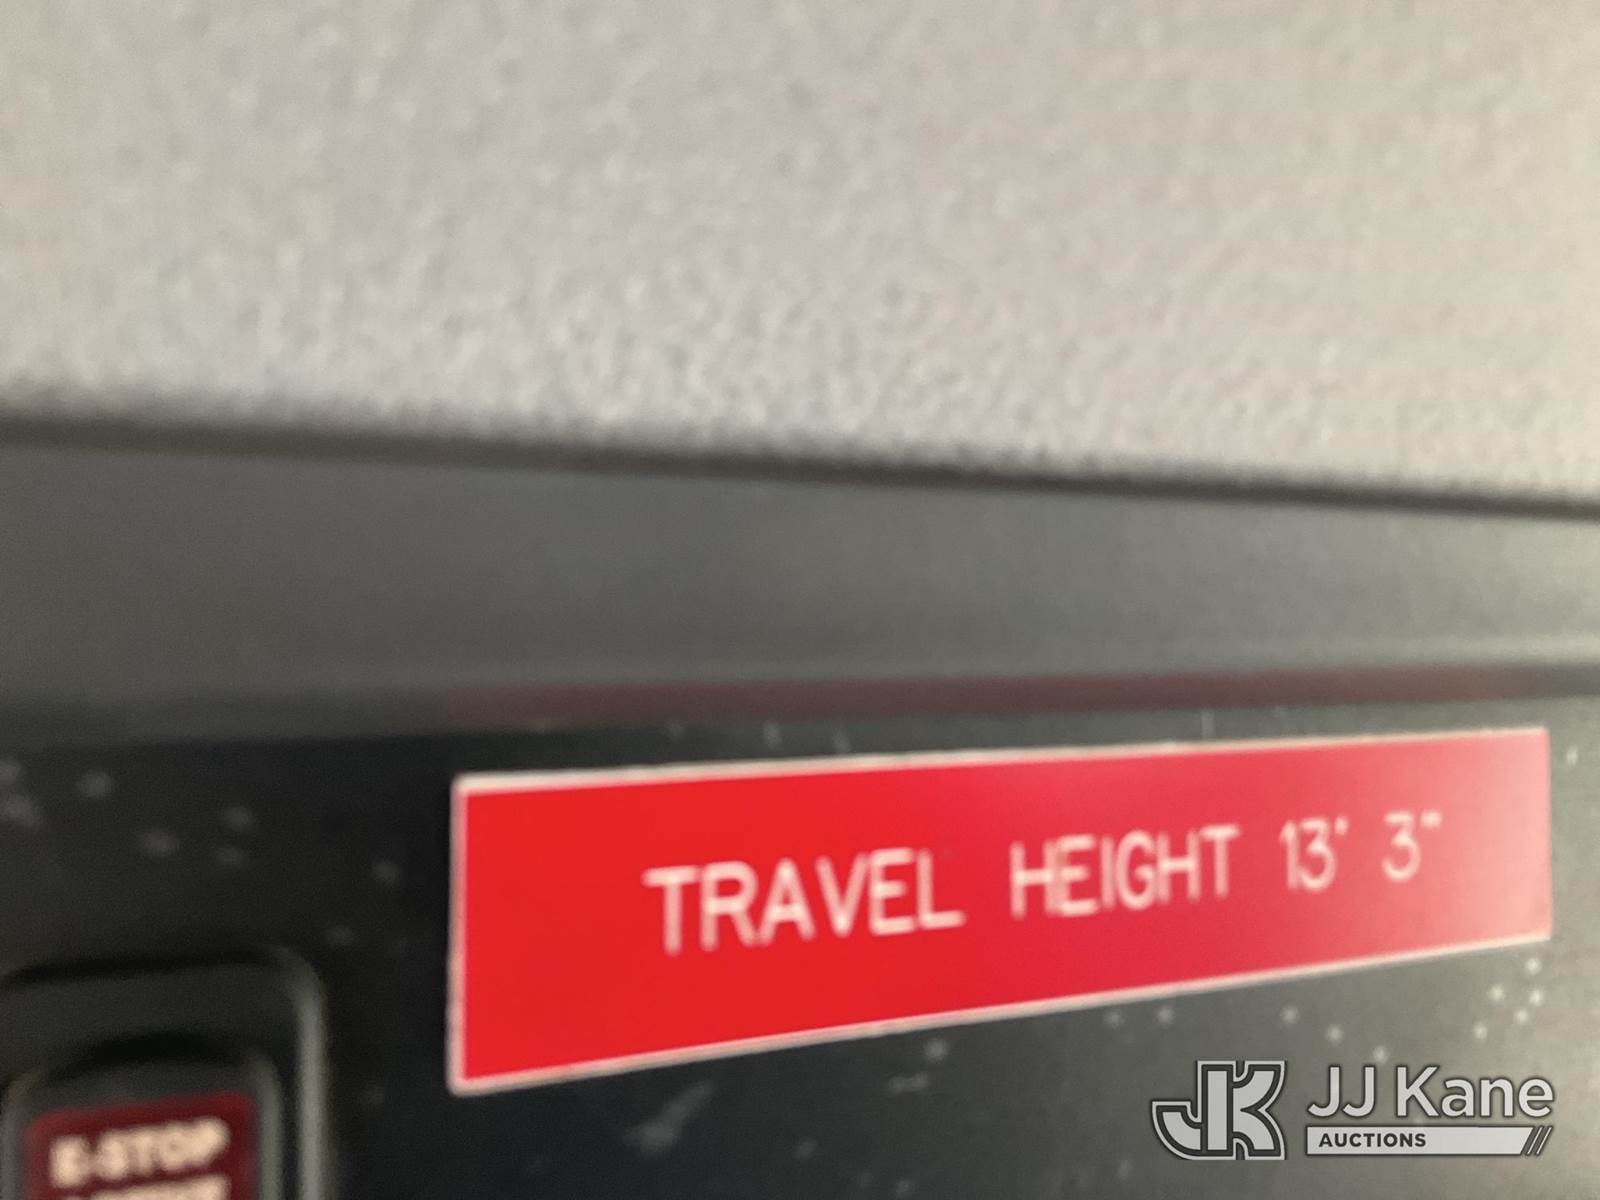 TRAVEL HEIGHT 13' 3"
E-STOP
JJ Kane
AUCTIONS